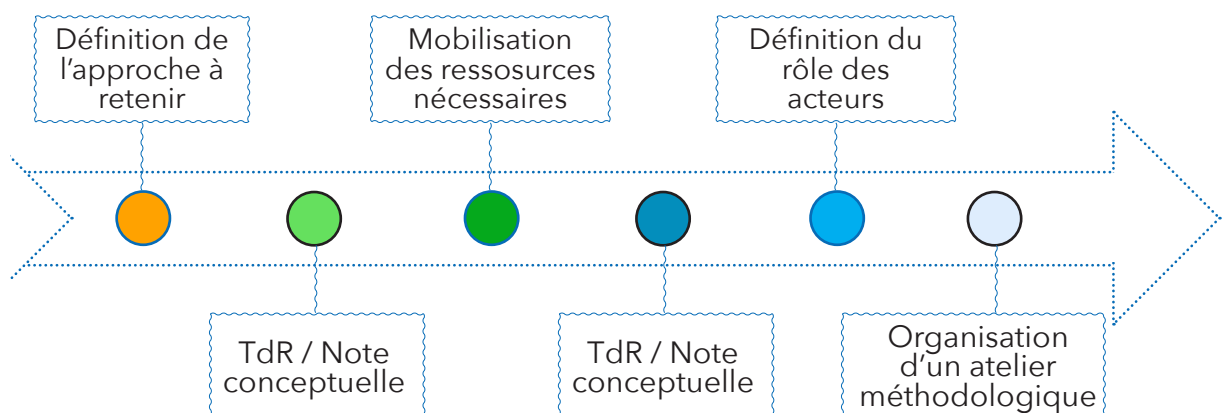 Définition de
l’approche à
retenir
Mobilisation
des ressosurces
nécessaires
Définition du
rôle des
acteurs
TdR / Note
conceptuelle
TdR / Note
conceptuelle
Organisation
d’un atelier
méthodologique